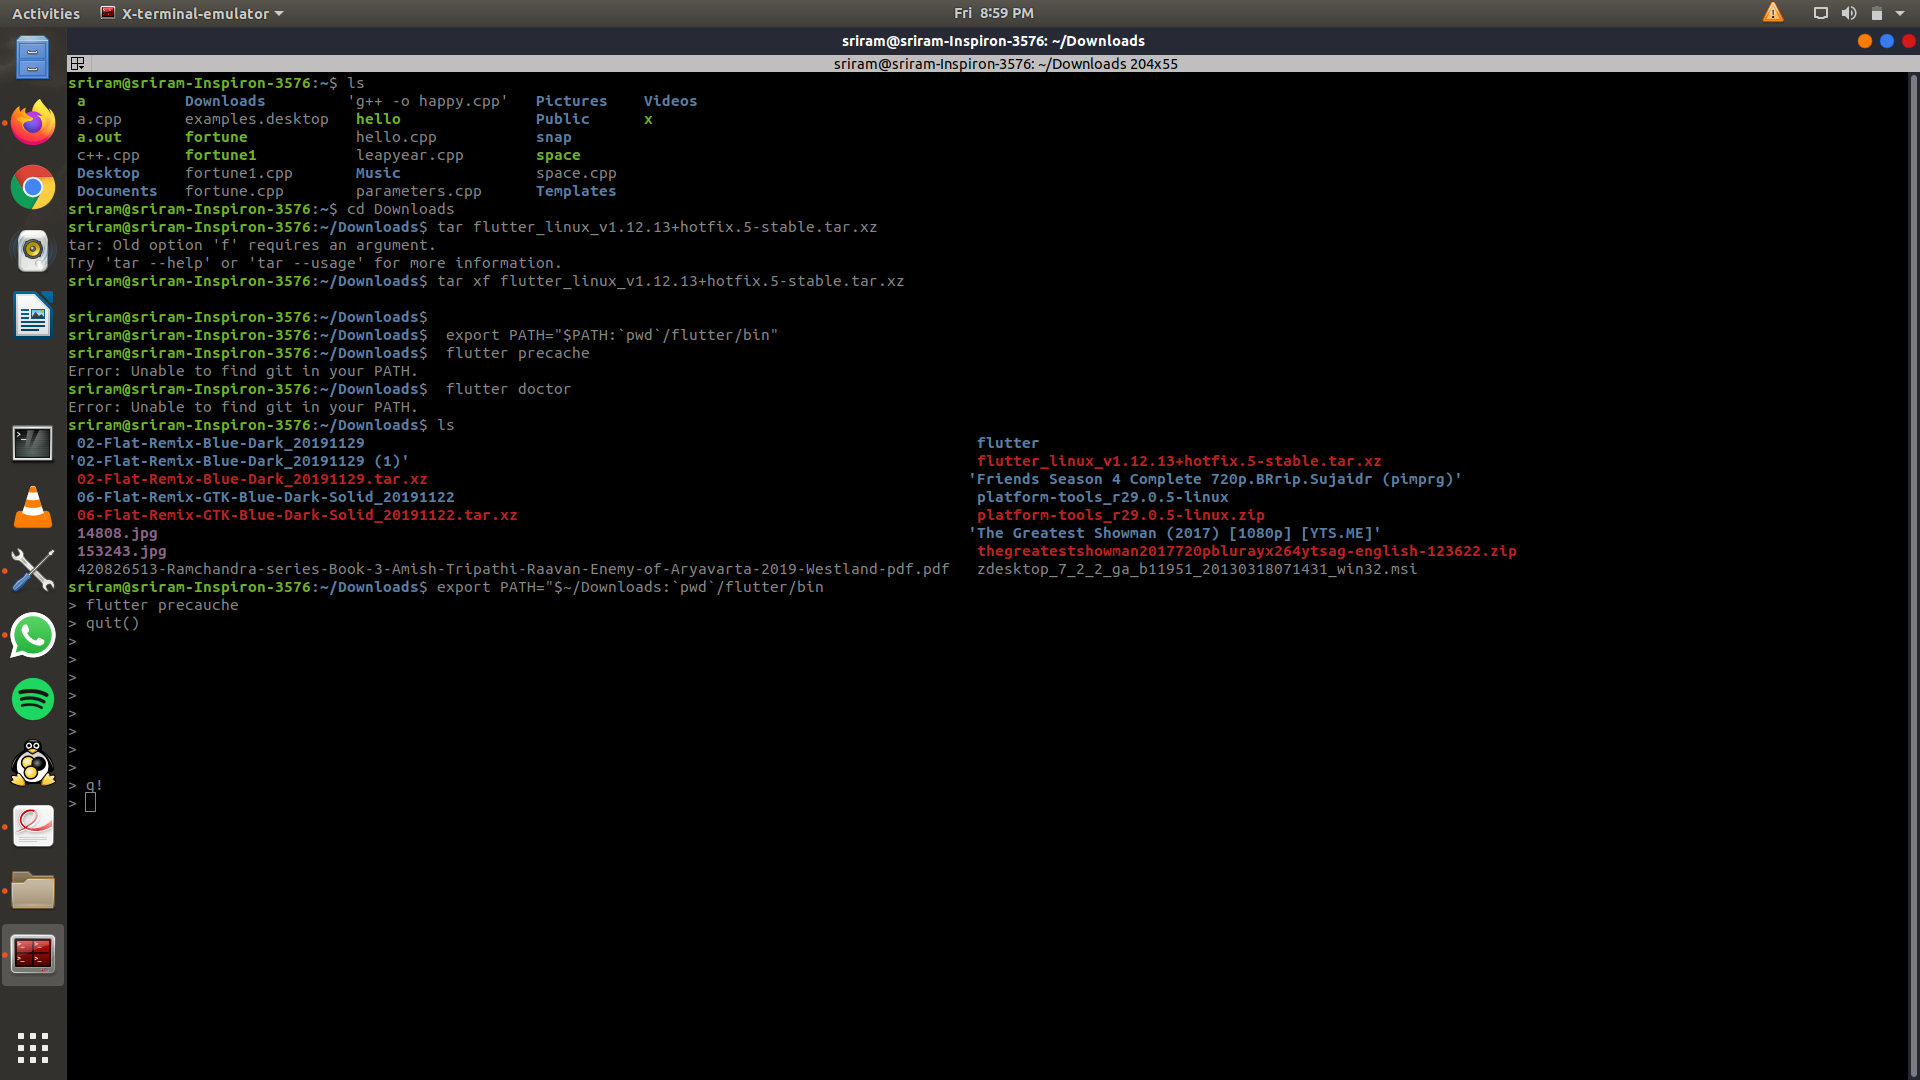 Activities X-terminal-emulator Fri 8:59 PM
sriram@sriram-Inspiron-3576: ~/Downloads
sriram@sriram-Inspiron-3576: ~/Downloads 204x55
sriram@sriram-Inspiron-3576:~$ ls
a Downloads 'g++ -o happy.cpp' Pictures Videos
a.cpp examples.desktop hello Public x
a.out fortune hello.cpp snap
c++.cpp fortune1 leapyear.cpp space
Desktop fortune1.cpp Music space.cpp
Documents fortune.cpp parameters.cpp Templates
sriram@sriram-Inspiron-3576:~$ cd Downloads
sriram@sriram-Inspiron-3576:~/Downloads$ tar flutter_linux_v1.12.13+hotfix.5-stable.tar.xz
tar: Old option 'f' requires an argument.
Try 'tar --help' or 'tar --usage' for more information.
sriram@sriram-Inspiron-3576:~/Downloads$ tar xf flutter_linux_v1.12.13+hotfix.5-stable.tar.xz
sriram@sriram-Inspiron-3576:~/Downloads$
sriram@sriram-Inspiron-3576:~/Downloads$  export PATH="$PATH:`pwd`/flutter/bin"
sriram@sriram-Inspiron-3576:~/Downloads$  flutter precache
Error: Unable to find git in your PATH.
sriram@sriram-Inspiron-3576:~/Downloads$  flutter doctor
Error: Unable to find git in your PATH.
sriram@sriram-Inspiron-3576:~/Downloads$ ls
02-Flat-Remix-Blue-Dark_20191129 flutter
'02-Flat-Remix-Blue-Dark_20191129 (1)' flutter_linux_v1.12.13+hotfix.5-stable.tar.xz
02-Flat-Remix-Blue-Dark_20191129.tar.xz 'Friends Season 4 Complete 720p.BRrip.Sujaidr (pimprg)'
06-Flat-Remix-GTK-Blue-Dark-Solid_20191122 platform-tools_r29.0.5-linux
06-Flat-Remix-GTK-Blue-Dark-Solid_20191122.tar.xz platform-tools_r29.0.5-linux.zip
14808.jpg 'The Greatest Showman (2017) [1080p] [YTS.ME]'
153243.jpg thegreatestshowman2017720pblurayx264ytsag-english-123622.zip
420826513-Ramchandra-series-Book-3-Amish-Tripathi-Raavan-Enemy-of-Aryavarta-2019-Westland-pdf.pdf zdesktop_7_2_2_ga_b11951_20130318071431_win32.msi
sriram@sriram-Inspiron-3576:~/Downloads$ export PATH="$~/Downloads:`pwd`/flutter/bin
> flutter precauche
> quit()
>
>
>
>
>
>
>
>
> q!
>